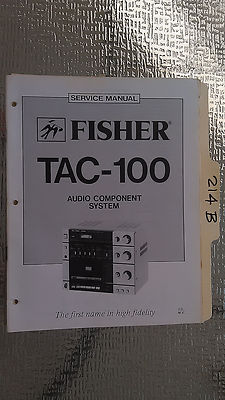 SERVICE MANUAL
FISHER
TAC-100
AUDIO COMPONENT
SYSTEM
The first name in high fidelity
214 B